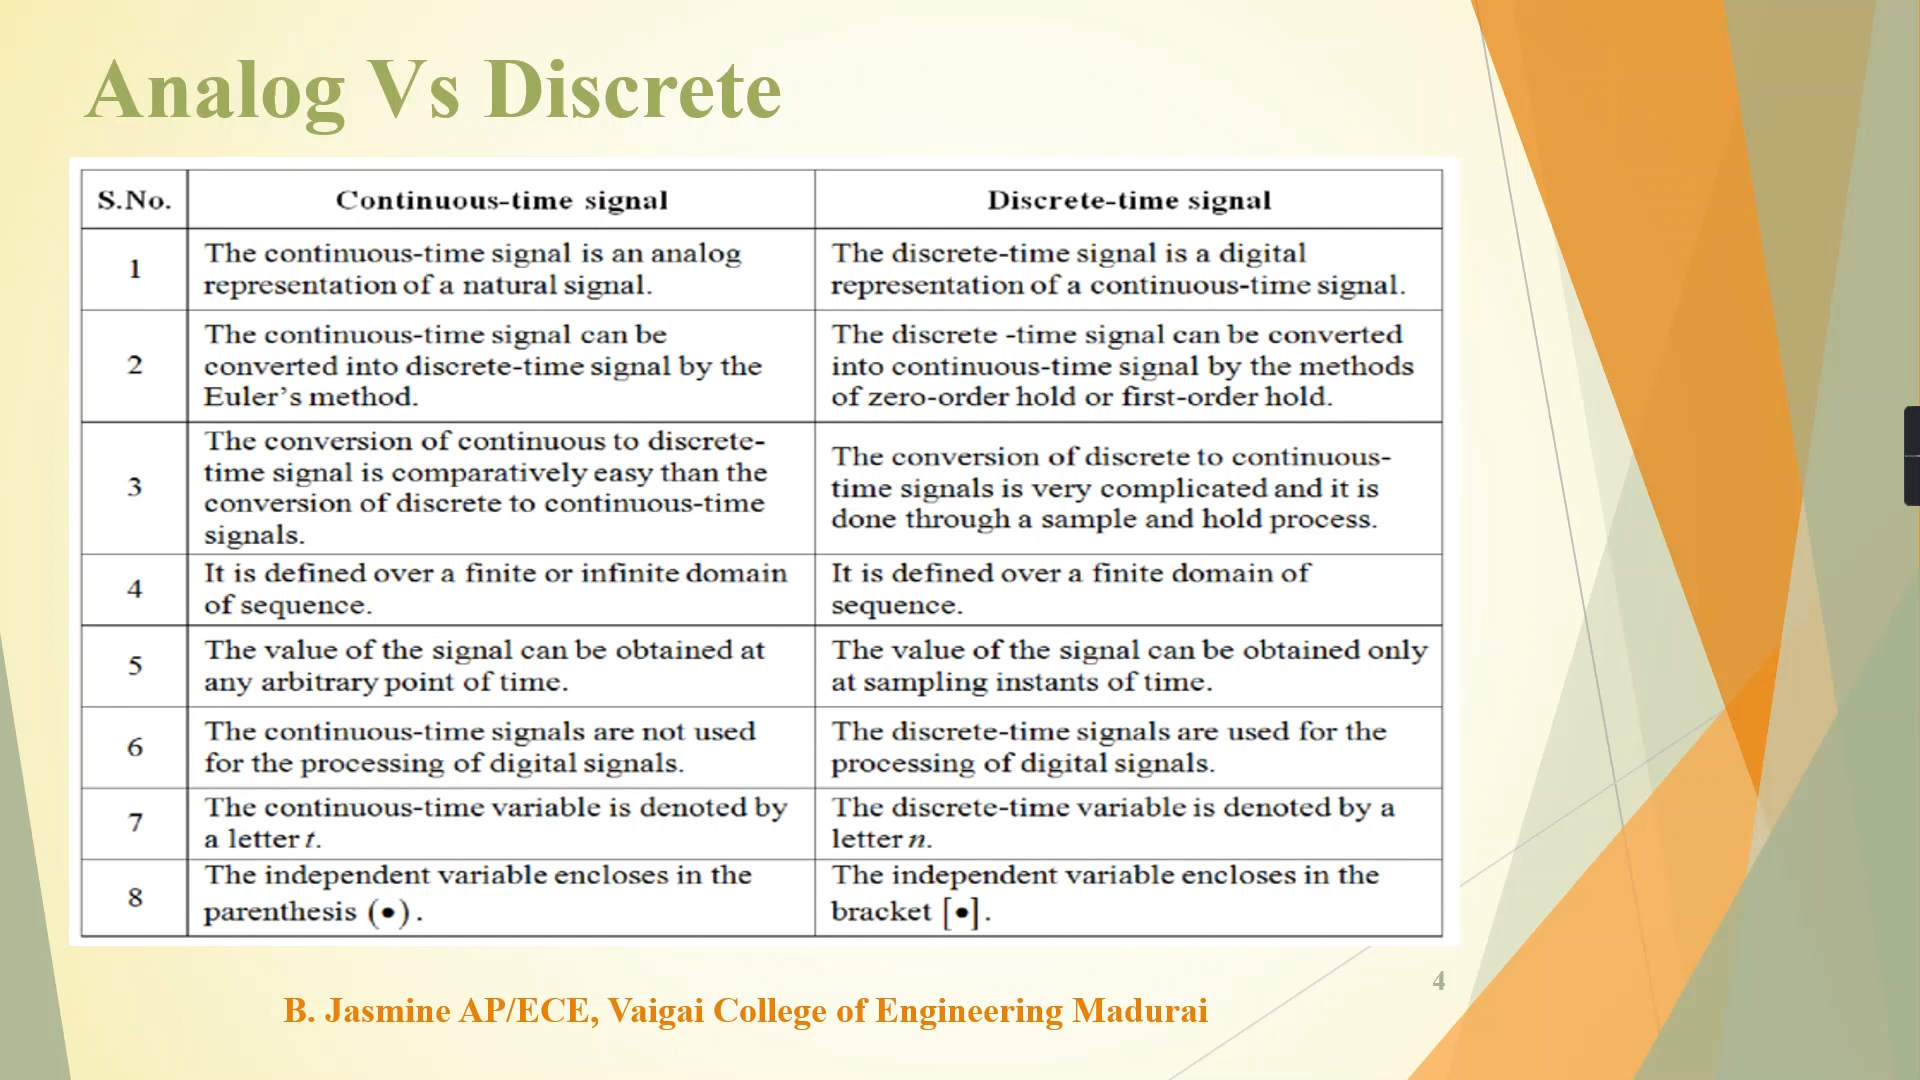 Analog Vs Discrete
S.No. Continuous-time signal Discrete-time signal
1
The continuous-time signal is an analog
representation of a natural signal.
The discrete-time signal is a digital
representation of a continuous-time signal.
2
The continuous-time signal can be
converted into discrete-time signal by the
Euler’s method.
The discrete -time signal can be converted
into continuous-time signal by the methods
of zero-order hold or first-order hold.
3
The conversion of continuous to discrete-
time signal is comparatively easy than the
conversion of discrete to continuous-time
signals.
The conversion of discrete to continuous-
time signals is very complicated and it is
done through a sample and hold process.
4
It is defined over a finite or infinite domain
of sequence.
It is defined over a finite domain of
sequence.
5
The value of the signal can be obtained at
any arbitrary point of time.
The value of the signal can be obtained only
at sampling instants of time.
6
The continuous-time signals are not used
for the processing of digital signals.
The discrete-time signals are used for the
processing of digital signals.
7
The continuous-time variable is denoted by
a letter t.
The discrete-time variable is denoted by a
letter n.
8
The independent variable encloses in the
parenthesis (•).
The independent variable encloses in the
bracket [•].
4
B. Jasmine AP/ECE, Vaigai College of Engineering Madurai